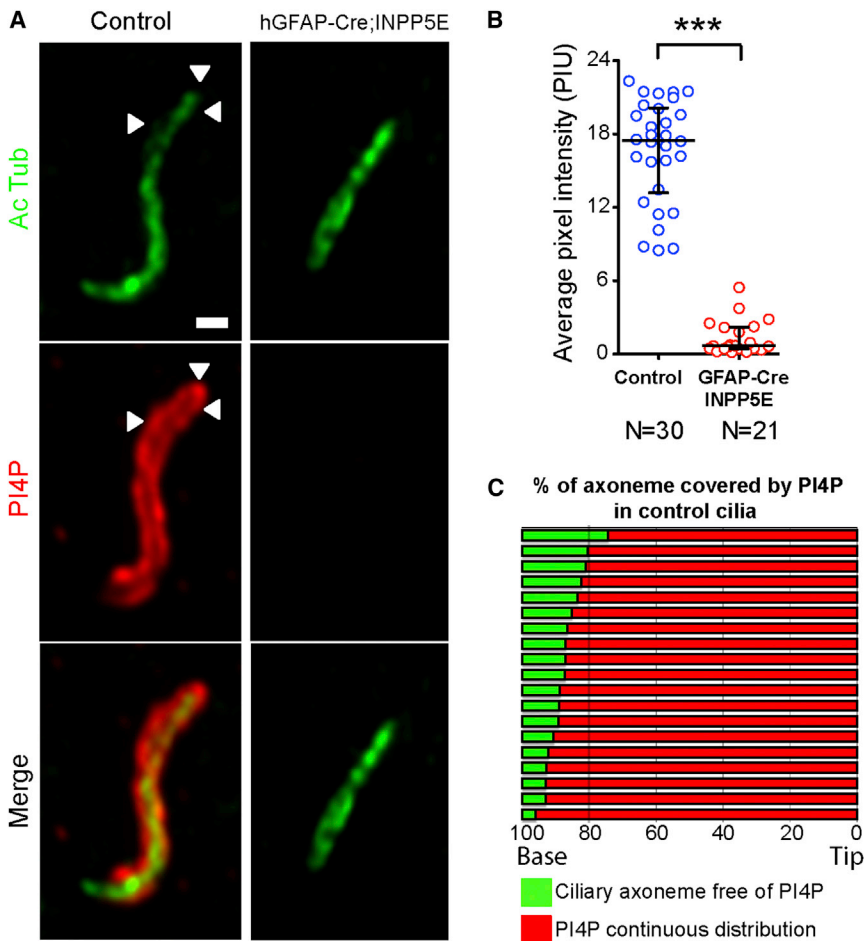 A
Control
hGFAP-Cre;INPP5E
Ac Tub
PI4P
Merge
B
***
Average pixel intensity (PIU)
24
18
12
6
0
Control
GFAP-Cre
INPP5E
N=30
N=21
C
% of axoneme covered by PI4P
in control cilia
100 80 60 40 20 0
Base
Tip
Ciliary axoneme free of PI4P
PI4P continuous distribution